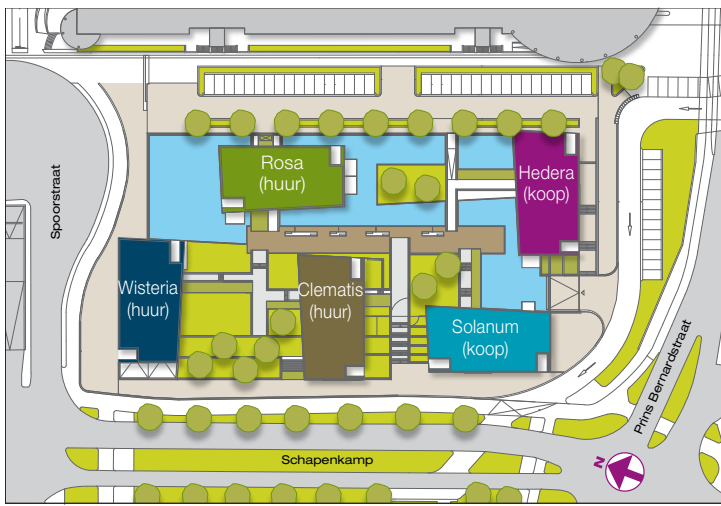 Rosa
(huur)
Hedera
(koop)
Spoorstraat
Wisteria
(huur)
Clematis
(huur)
Solanum
(koop)
Prins Bernardstraat
Schapenkamp
N